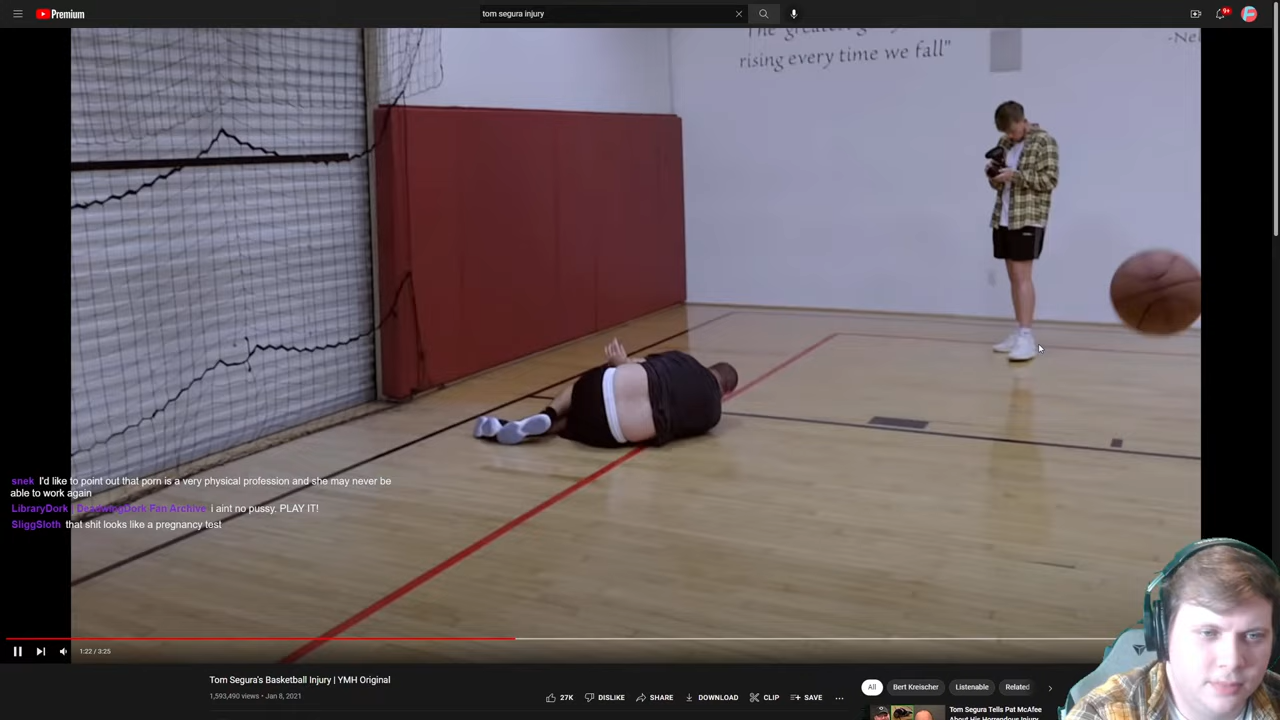 Premium
tom segura injury
9+
"The greatest g
rising every time we fall"
-Nel
snek I'd like to point out that porn is a very physical profession and she may never be
able to work again
LibraryDork | DeadwingDork Fan Archive i aint no pussy, PLAY IT!
SliggSloth that shit looks like a pregnancy test
1:22 / 3:25
Tom Segura's Basketball Injury | YMH Original
1,593,490 views • Jan 8, 2021
27K
DISLIKE
SHARE
DOWNLOAD
CLIP
SAVE
All
Bert Kreischer
Listenable
Related
Tom Segura Tells Pat McAfee
About His Horrendous Injury